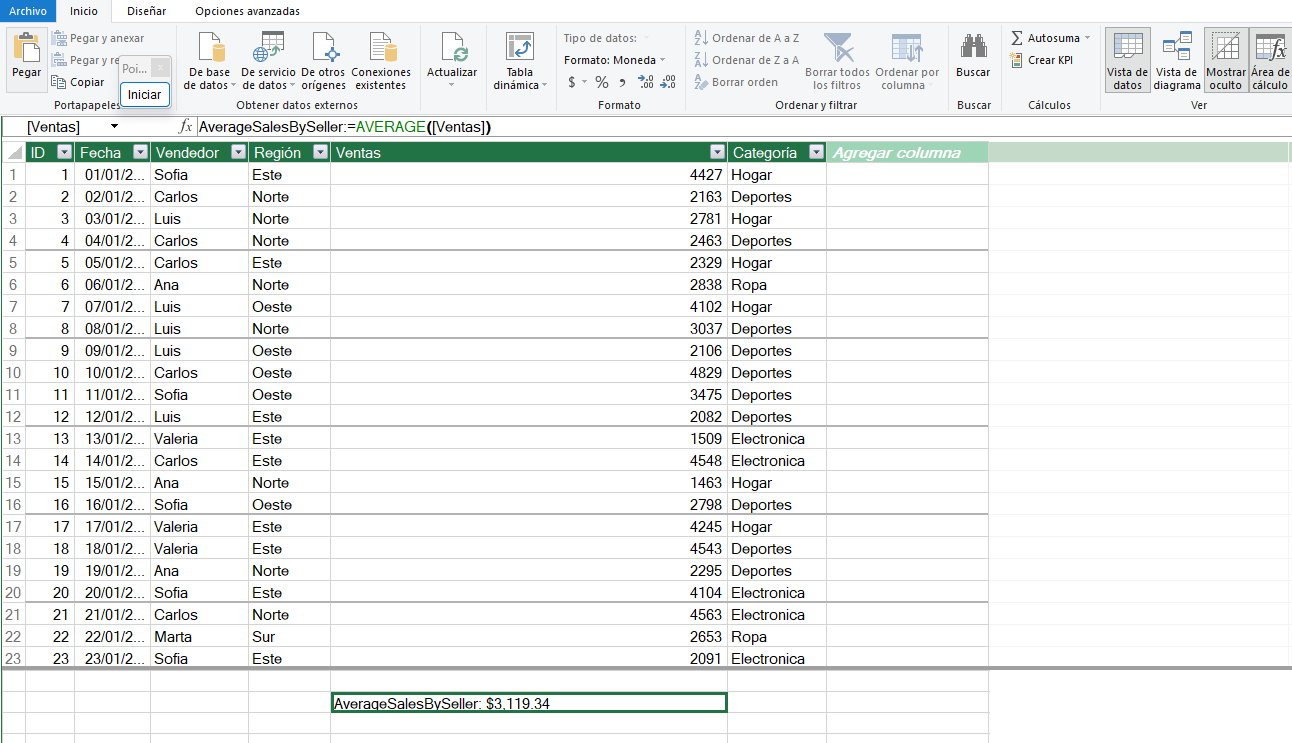 Archivo Inicio Diseñar Opciones avanzadas
Pegar
Pegar y anexar
Pegar y re
Copiar
Portapapeles
Poi...
Iniciar
De base de datos
De servicio de datos
De otros orígenes
Conexiones existentes
Obtener datos externos
Actualizar
Tabla dinámica
Tipo de datos:
Formato: Moneda
$ % , .00 .00
Formato
Ordenar de A a Z
Ordenar de Z a A
Borrar orden
Borrar todos los filtros
Ordenar por columna
Ordenar y filtrar
Buscar
Buscar
Autosuma
Crear KPI
Cálculos
Vista de datos
Vista de diagrama
Mostrar oculto
Área de cálculo
Ver
[Ventas] fx AverageSalesBySeller:=AVERAGE([Ventas])
ID Fecha Vendedor Región Ventas Categoría Agregar columna
1 1 01/01/2... Sofia Este 4427 Hogar
2 2 02/01/2... Carlos Norte 2163 Deportes
3 3 03/01/2... Luis Norte 2781 Hogar
4 4 04/01/2... Carlos Norte 2463 Deportes
5 5 05/01/2... Carlos Este 2329 Hogar
6 6 06/01/2... Ana Norte 2838 Ropa
7 7 07/01/2... Luis Oeste 4102 Hogar
8 8 08/01/2... Luis Norte 3037 Deportes
9 9 09/01/2... Luis Oeste 2106 Deportes
10 10 10/01/2... Carlos Oeste 4829 Deportes
11 11 11/01/2... Sofia Oeste 3475 Deportes
12 12 12/01/2... Luis Este 2082 Deportes
13 13 13/01/2... Valeria Este 1509 Electronica
14 14 14/01/2... Carlos Este 4548 Electronica
15 15 15/01/2... Ana Norte 1463 Hogar
16 16 16/01/2... Sofia Oeste 2798 Deportes
17 17 17/01/2... Valeria Este 4245 Hogar
18 18 18/01/2... Valeria Este 4543 Deportes
19 19 19/01/2... Ana Norte 2295 Deportes
20 20 20/01/2... Sofia Este 4104 Electronica
21 21 21/01/2... Carlos Norte 4563 Electronica
22 22 22/01/2... Marta Sur 2653 Ropa
23 23 23/01/2... Sofia Este 2091 Electronica
AverageSalesBySeller: $3,119.34